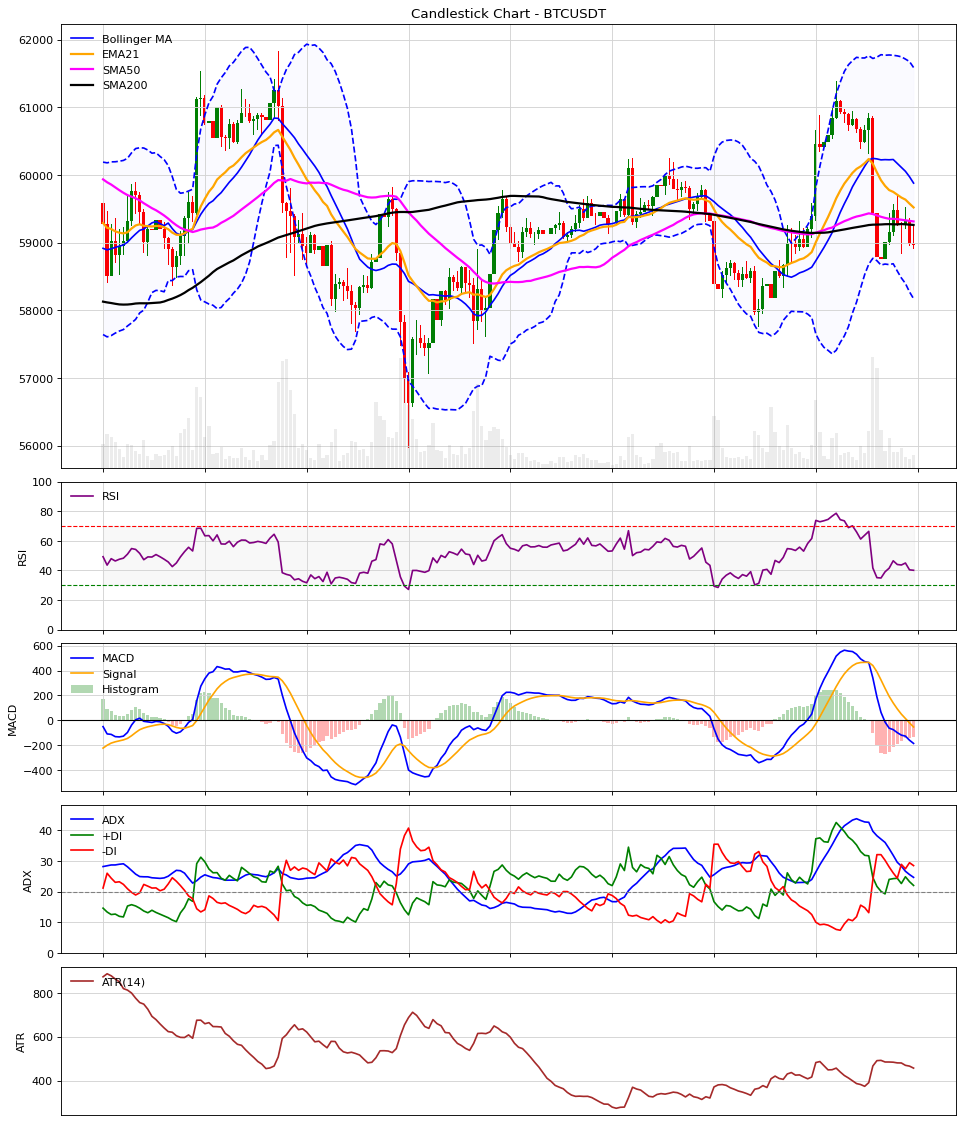 Candlestick Chart - BTCUSDT
Bollinger MA
EMA21
SMA50
SMA200
62000
61000
60000
59000
58000
57000
56000
RSI
RSI
100
80
60
40
20
0
MACD
Signal
Histogram
MACD
600
400
200
0
−200
−400
ADX
+DI
-DI
ADX
40
30
20
10
0
ATR(14)
ATR
800
600
400